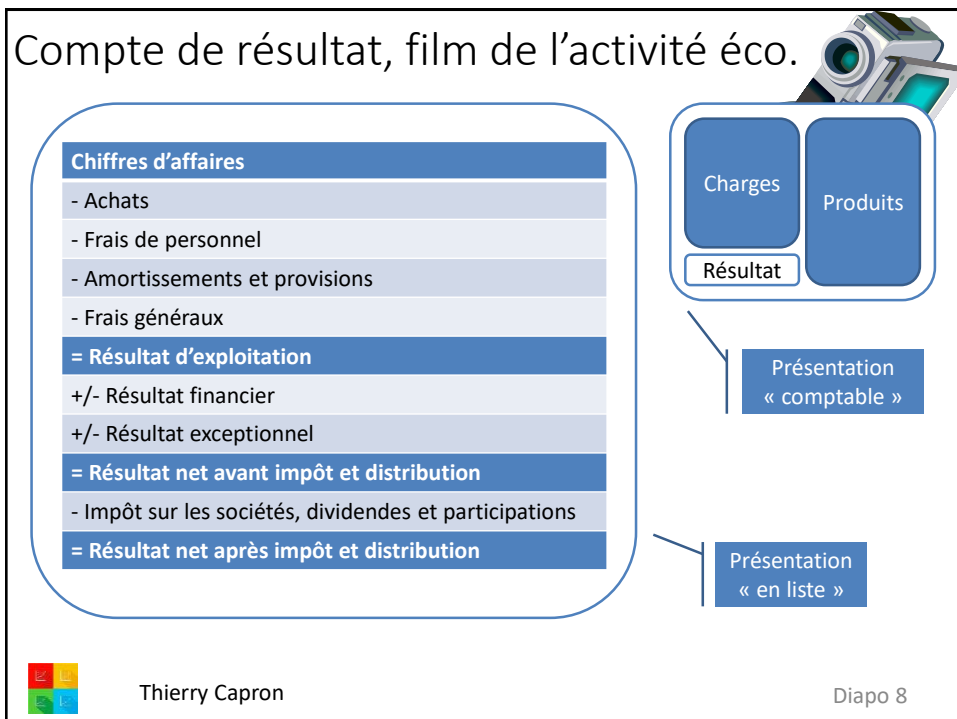 Compte de résultat, film de l’activité éco.
Chiffres d’affaires
- Achats
- Frais de personnel
- Amortissements et provisions
- Frais généraux
= Résultat d’exploitation
+/- Résultat financier
+/- Résultat exceptionnel
= Résultat net avant impôt et distribution
- Impôt sur les sociétés, dividendes et participations
= Résultat net après impôt et distribution
Charges
Produits
Résultat
Présentation
« comptable »
Présentation
« en liste »
Thierry Capron
Diapo 8